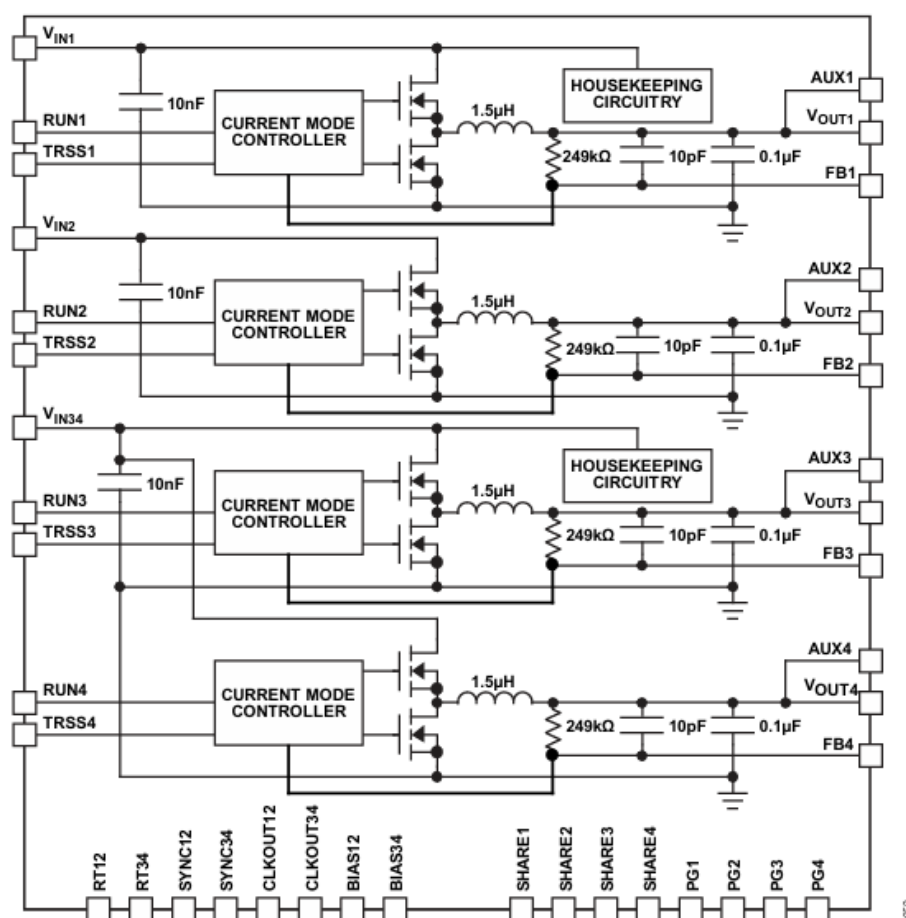 VIN1
10nF
RUN1
TRSS1
CURRENT MODE
CONTROLLER
1.5µH
HOUSEKEEPING
CIRCUITRY
249kΩ
10pF
0.1µF
AUX1
VOUT1
FB1
VIN2
10nF
RUN2
TRSS2
CURRENT MODE
CONTROLLER
1.5µH
249kΩ
10pF
0.1µF
AUX2
VOUT2
FB2
VIN34
10nF
RUN3
TRSS3
CURRENT MODE
CONTROLLER
1.5µH
HOUSEKEEPING
CIRCUITRY
249kΩ
10pF
0.1µF
AUX3
VOUT3
FB3
RUN4
TRSS4
CURRENT MODE
CONTROLLER
1.5µH
249kΩ
10pF
0.1µF
AUX4
VOUT4
FB4
RT12
RT34
SYNC12
SYNC34
CLKOUT12
CLKOUT34
BIAS12
BIAS34
SHARE1
SHARE2
SHARE3
SHARE4
PG1
PG2
PG3
PG4